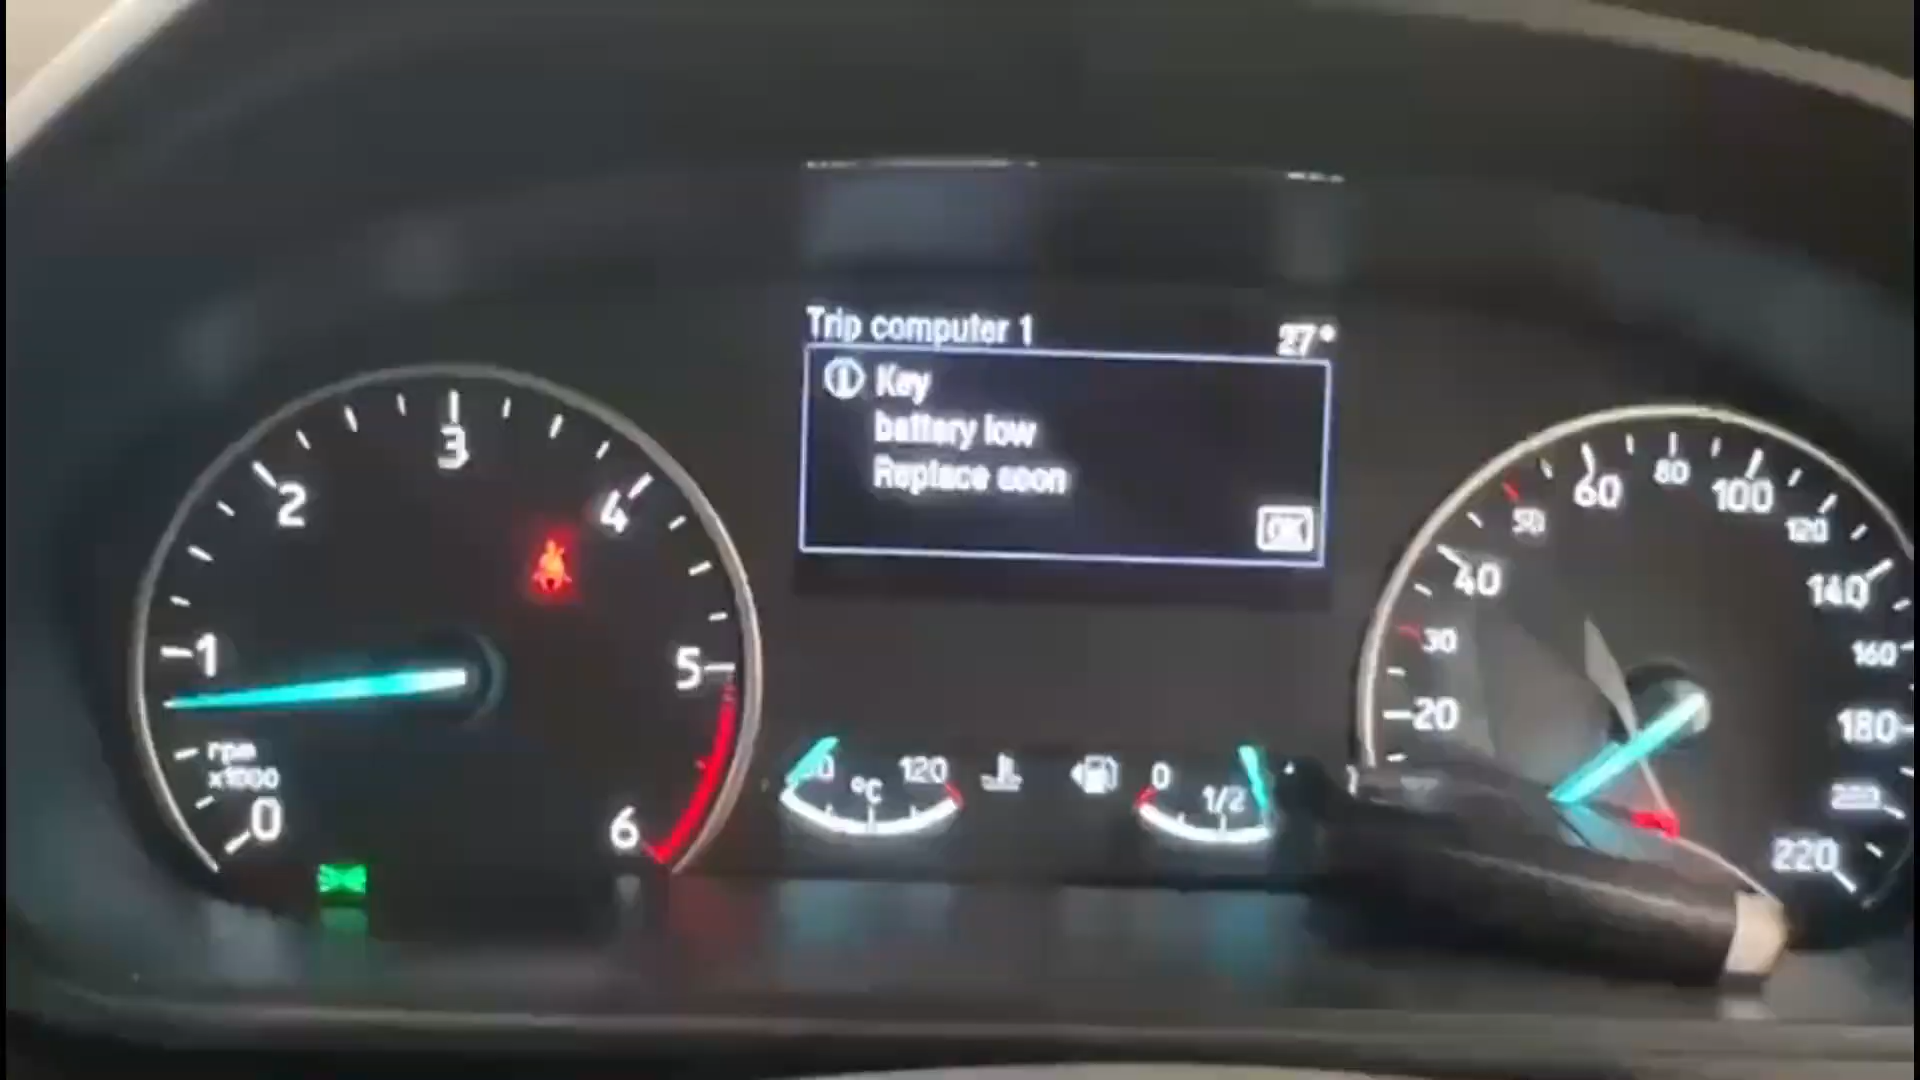 Trip computer 1 27°
Key
battery low
Replace soon
OK
0
1
2
3
4
5
6
rpm
x1000
120
°C
0
1/2
20
30
40
50
60
80
100
120
140
160
180
200
220